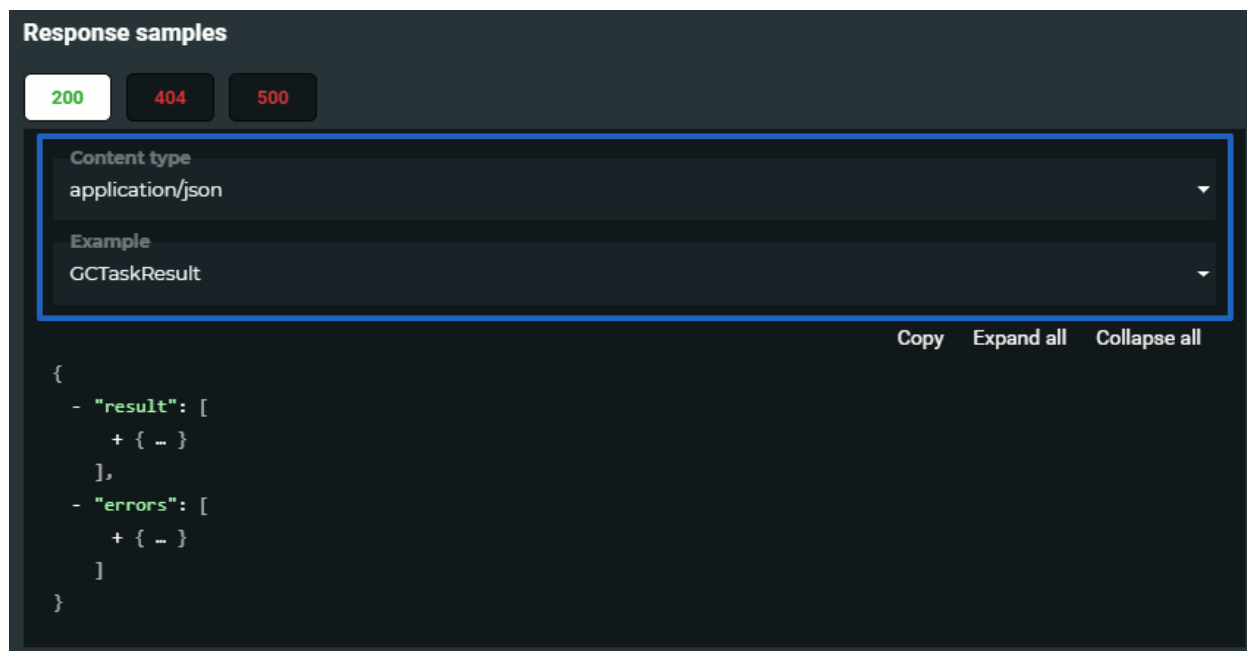 Response samples
200 404 500
Content type
application/json
Example
GCTaskResult
Copy Expand all Collapse all
{
- "result": [
+ { … }
],
- "errors": [
+ { … }
]
}